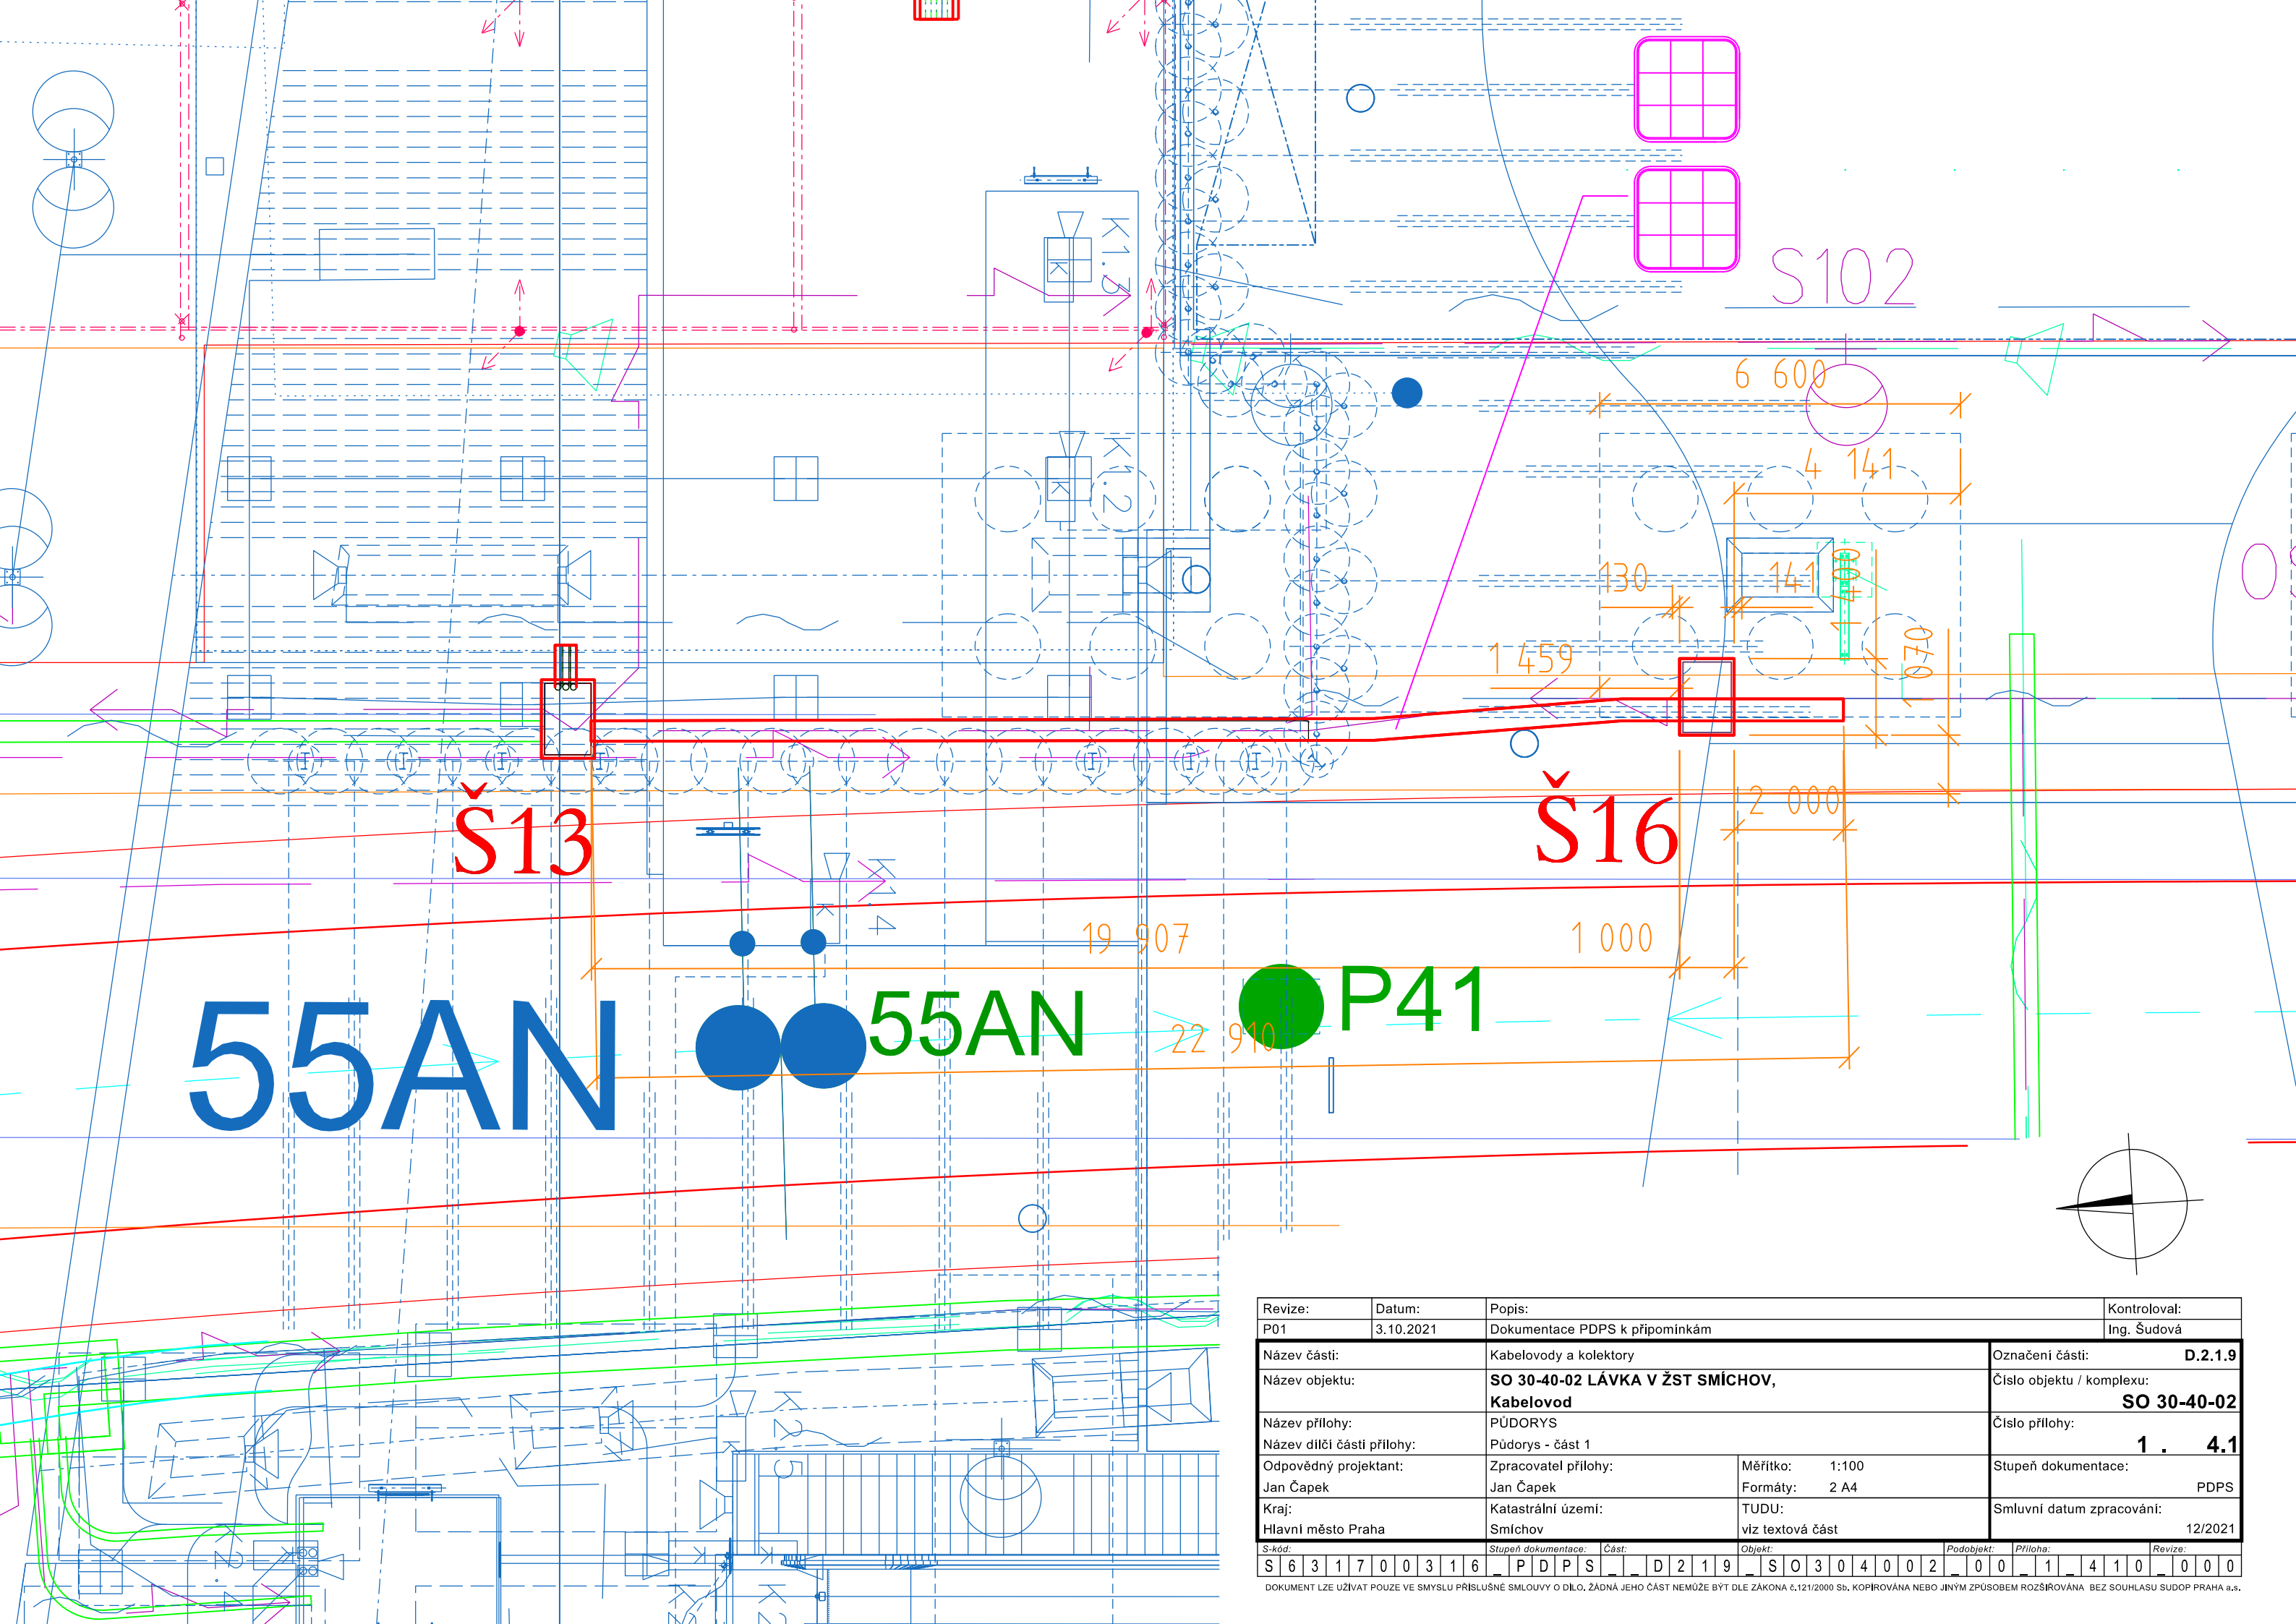 K1.3
K
S102
6 600
K1.2
K
4 141
130
141
1 400
1 070
1 459
Š13
Š16
2 000
K1.4
K
19 907
1 000
55AN
55AN
P41
22 910
K2.5
Revize: Datum: Popis: Kontroloval:
P01 3.10.2021 Dokumentace PDPS k připomínkám Ing. Šudová
Název části: Kabelovody a kolektory Označení části: D.2.1.9
Název objektu: SO 30-40-02 LÁVKA V ŽST SMÍCHOV, Číslo objektu / komplexu:
Kabelovod SO 30-40-02
Název přílohy: PŮDORYS Číslo přílohy:
Název dílčí části přílohy: Půdorys - část 1 1 . 4.1
Odpovědný projektant: Zpracovatel přílohy: Měřítko: 1:100 Stupeň dokumentace:
Jan Čapek Jan Čapek Formáty: 2 A4 PDPS
Kraj: Katastrální území: TUDU: Smluvní datum zpracování:
Hlavní město Praha Smíchov viz textová část 12/2021
S-kód: Stupeň dokumentace: Část: Objekt: Podobjekt: Příloha: Revize:
S 6 3 1 7 0 0 3 1 6 _ P D P S _ _ D 2 1 9 _ S O 3 0 4 0 0 2 _ 0 0 _ 1 _ 4 1 0 _ 0 0 0
DOKUMENT LZE UŽÍVAT POUZE VE SMYSLU PŘÍSLUŠNÉ SMLOUVY O DÍLO. ŽÁDNÁ JEHO ČÁST NEMŮŽE BÝT DLE ZÁKONA č.121/2000 Sb. KOPÍROVÁNA NEBO JINÝM ZPŮSOBEM ROZŠIŘOVÁNA BEZ SOUHLASU SUDOP PRAHA a.s.